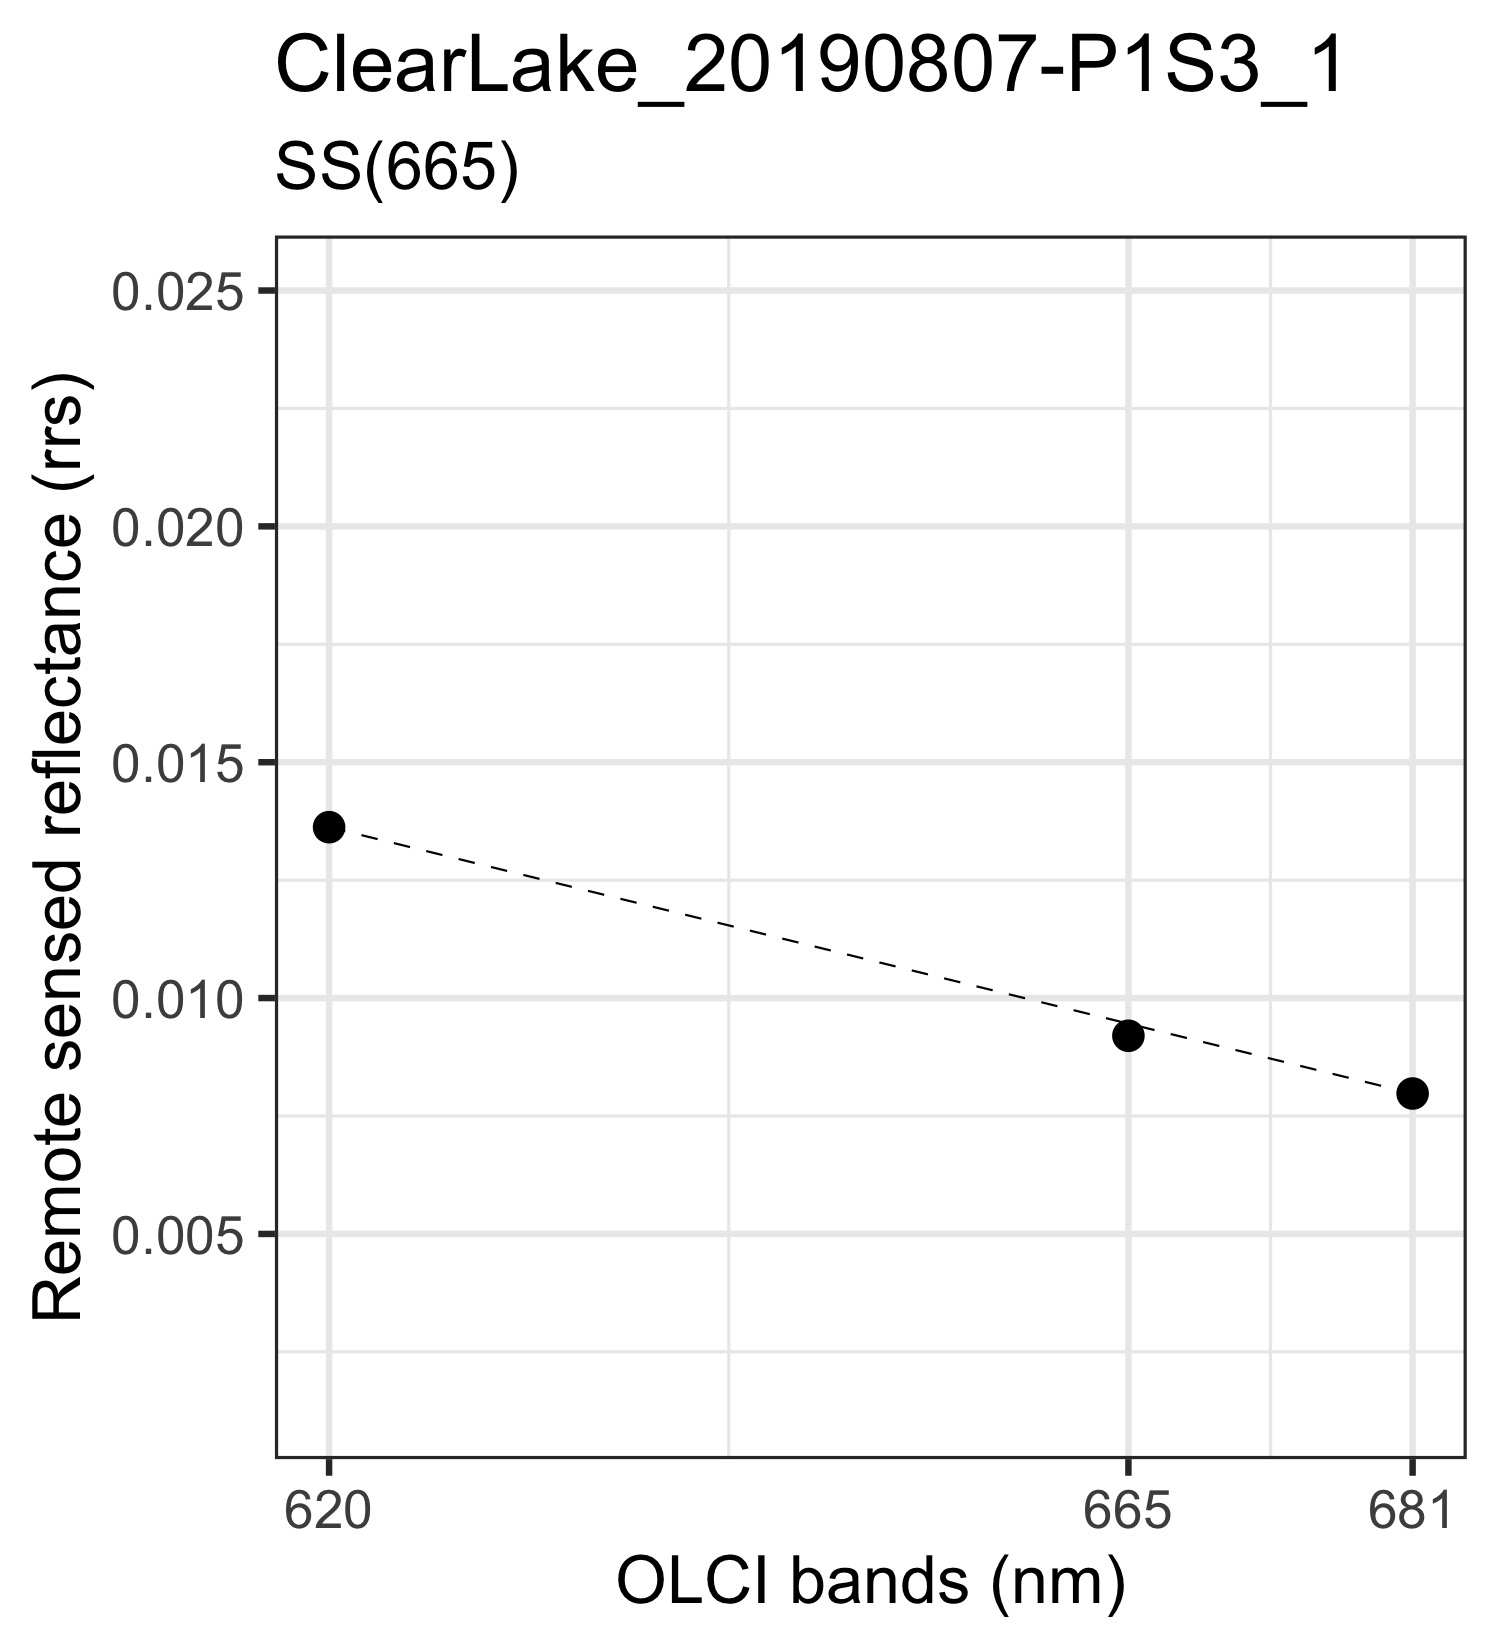 ClearLake_20190807-P1S3_1
SS(665)
Remote sensed reflectance (rrs)
0.025
0.020
0.015
0.010
0.005
620 665 681
OLCI bands (nm)